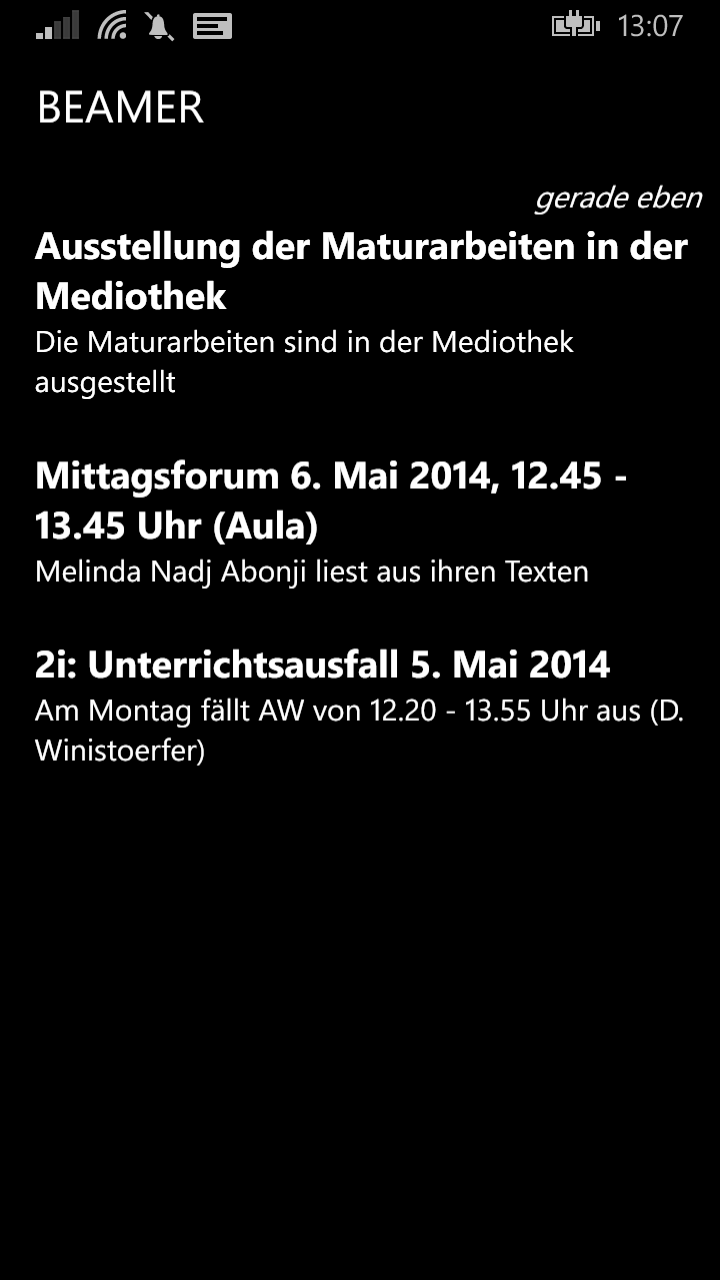 13:07
BEAMER
gerade eben
Ausstellung der Maturarbeiten in der
Mediothek
Die Maturarbeiten sind in der Mediothek
ausgestellt
Mittagsforum 6. Mai 2014, 12.45 -
13.45 Uhr (Aula)
Melinda Nadj Abonji liest aus ihren Texten
2i: Unterrichtsausfall 5. Mai 2014
Am Montag fällt AW von 12.20 - 13.55 Uhr aus (D.
Winistoerfer)